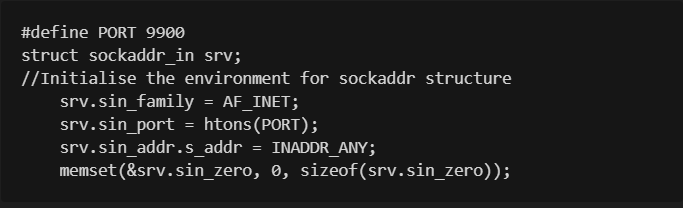 #define PORT 9900
struct sockaddr_in srv;
//Initialise the environment for sockaddr structure
    srv.sin_family = AF_INET;
    srv.sin_port = htons(PORT);
    srv.sin_addr.s_addr = INADDR_ANY;
    memset(&srv.sin_zero, 0, sizeof(srv.sin_zero));